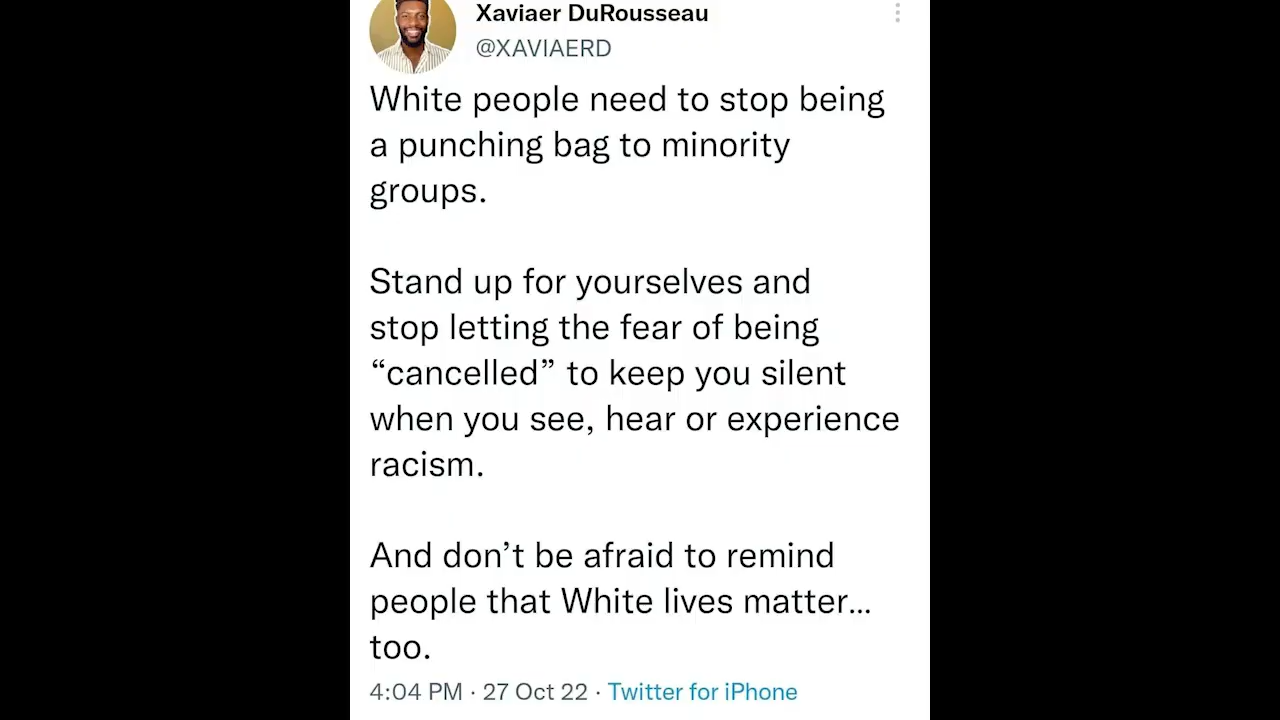 Xaviaer DuRousseau
@XAVIAERD
White people need to stop being
a punching bag to minority
groups.
Stand up for yourselves and
stop letting the fear of being
“cancelled” to keep you silent
when you see, hear or experience
racism.
And don’t be afraid to remind
people that White lives matter...
too.
4:04 PM · 27 Oct 22 · Twitter for iPhone